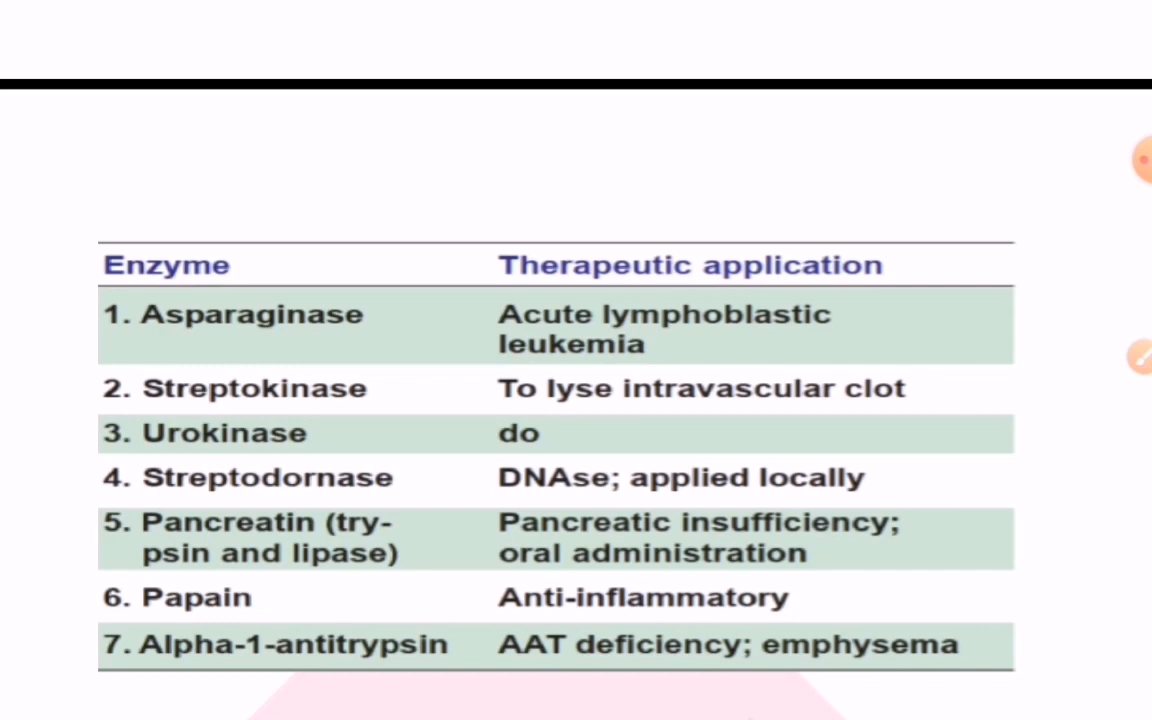 Enzyme Therapeutic application
1. Asparaginase Acute lymphoblastic
leukemia
2. Streptokinase To lyse intravascular clot
3. Urokinase do
4. Streptodornase DNAse; applied locally
5. Pancreatin (try- Pancreatic insufficiency;
psin and lipase) oral administration
6. Papain Anti-inflammatory
7. Alpha-1-antitrypsin AAT deficiency; emphysema